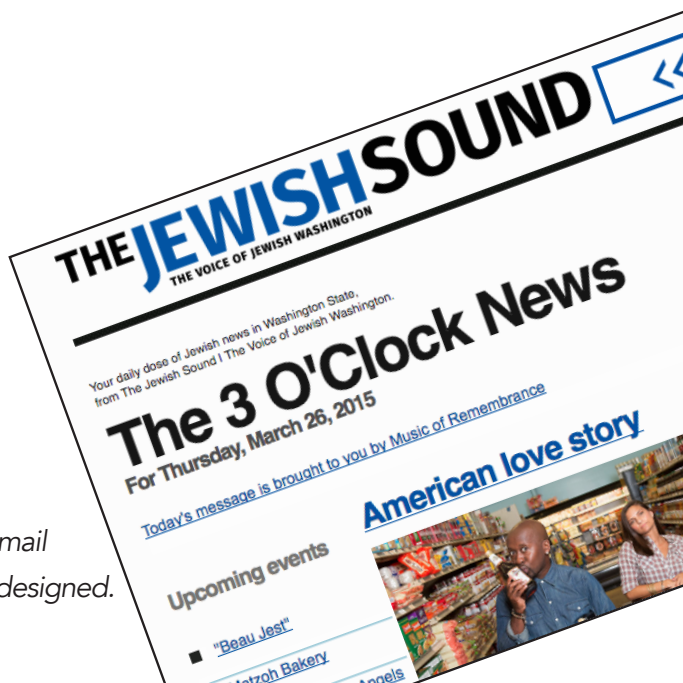 THE JEWISH SOUND
THE VOICE OF JEWISH WASHINGTON
Your daily dose of Jewish news in Washington State,
from The Jewish Sound | The Voice of Jewish Washington.
The 3 O'Clock News
For Thursday, March 26, 2015
Today's message is brought to you by Music of Remembrance
American love story
Upcoming events
"Beau Jest"
Matzoh Bakery
Angels
mail
designed.